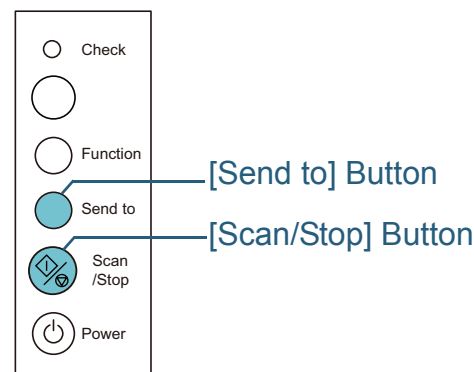 Check
Function
[Send to] Button
Send to
[Scan/Stop] Button
Scan
/Stop
Power